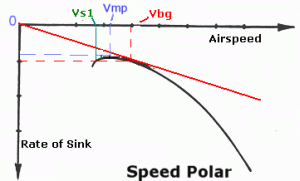 Vs1 Vmp Vbg
0
Airspeed
Rate of Sink
Speed Polar